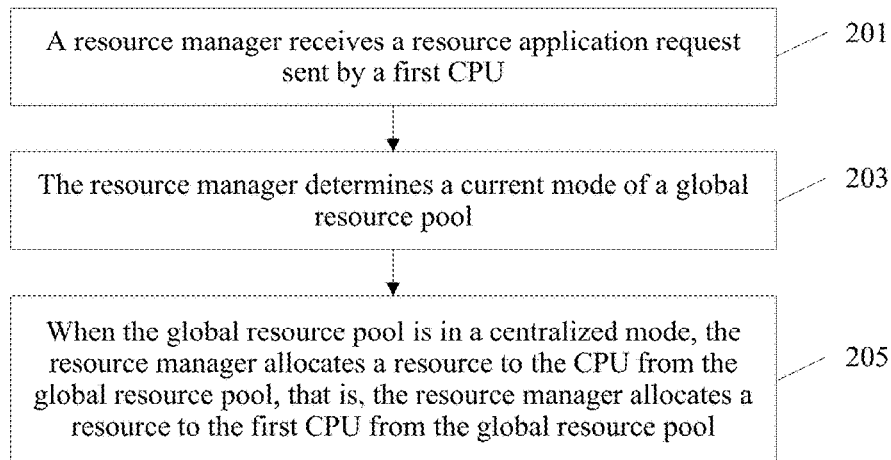 A resource manager receives a resource application request
sent by a first CPU
201
The resource manager determines a current mode of a global
resource pool
203
When the global resource pool is in a centralized mode, the
resource manager allocates a resource to the CPU from the
global resource pool, that is, the resource manager allocates a
resource to the first CPU from the global resource pool
205